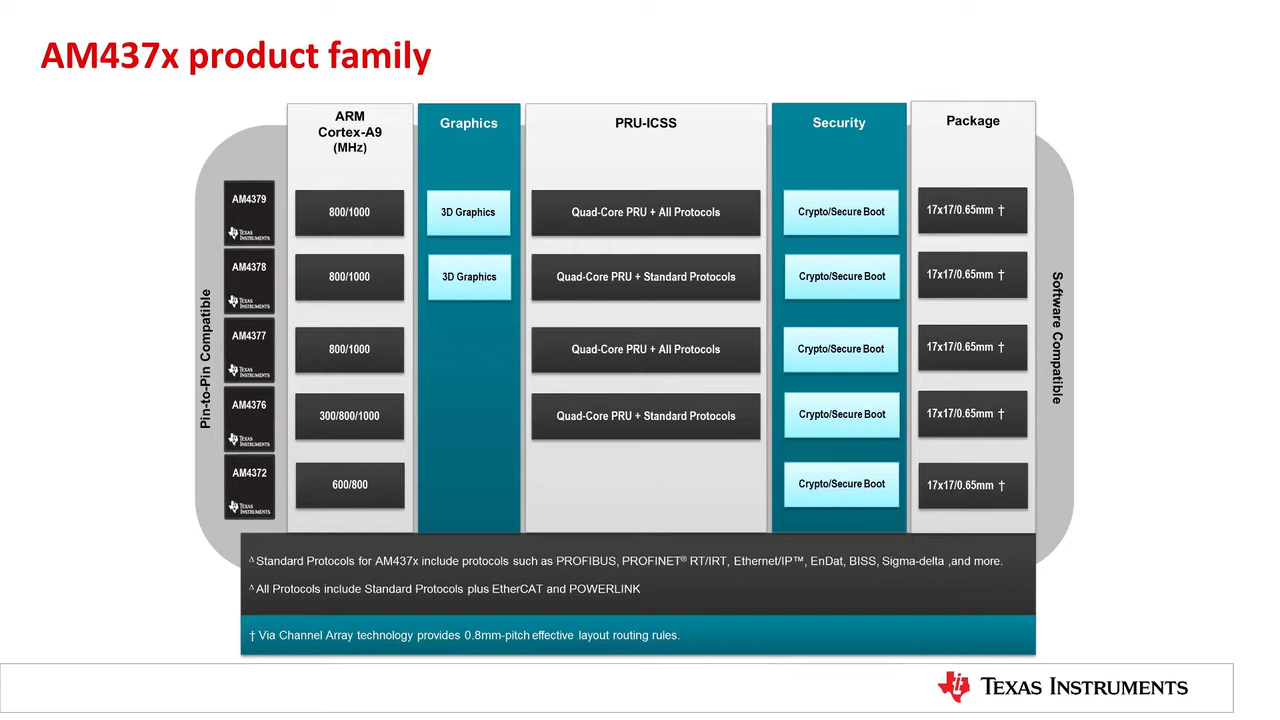 AM437x product family
ARM
Cortex-A9
(MHz)
Graphics
PRU-ICSS
Security
Package
Pin-to-Pin Compatible
AM4379
TEXAS
INSTRUMENTS
800/1000
3D Graphics
Quad-Core PRU + All Protocols
Crypto/Secure Boot
17x17/0.65mm †
AM4378
TEXAS
INSTRUMENTS
800/1000
3D Graphics
Quad-Core PRU + Standard Protocols
Crypto/Secure Boot
17x17/0.65mm †
AM4377
TEXAS
INSTRUMENTS
800/1000
Quad-Core PRU + All Protocols
Crypto/Secure Boot
17x17/0.65mm †
AM4376
TEXAS
INSTRUMENTS
300/800/1000
Quad-Core PRU + Standard Protocols
Crypto/Secure Boot
17x17/0.65mm †
AM4372
TEXAS
INSTRUMENTS
600/800
Crypto/Secure Boot
17x17/0.65mm †
Software Compatible
Δ Standard Protocols for AM437x include protocols such as PROFIBUS, PROFINET® RT/IRT, Ethernet/IP™, EnDat, BISS, Sigma-delta ,and more.
Δ All Protocols include Standard Protocols plus EtherCAT and POWERLINK
† Via Channel Array technology provides 0.8mm-pitch effective layout routing rules.
TEXAS INSTRUMENTS